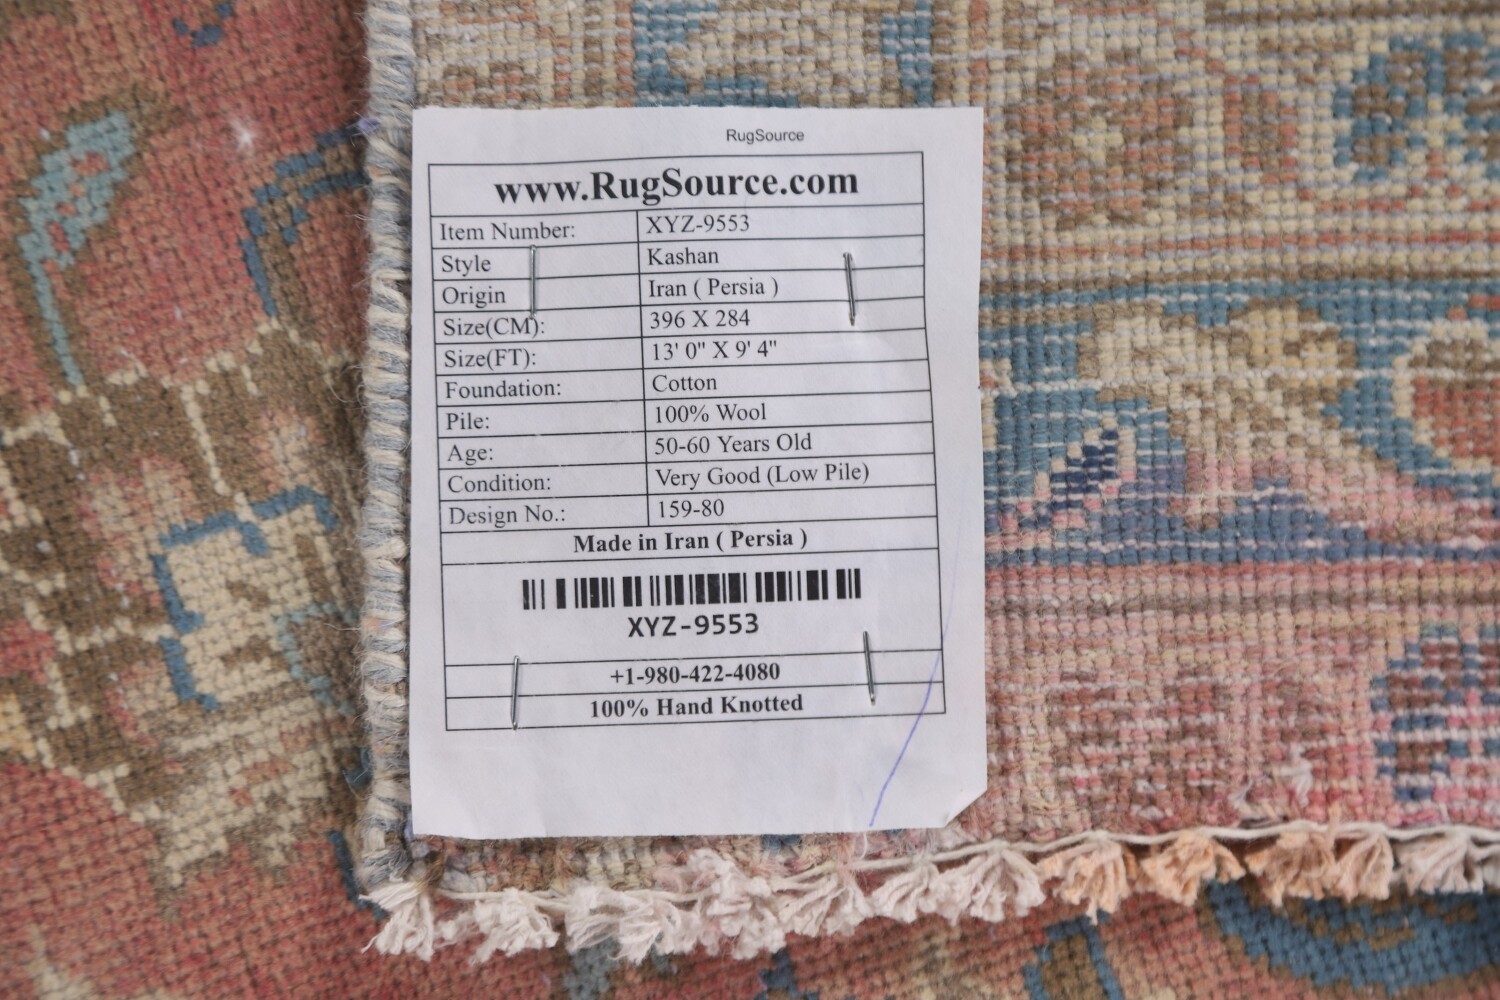 RugSource
www.RugSource.com
Item Number: XYZ-9553
Style Kashan
Origin Iran ( Persia )
Size(CM): 396 X 284
Size(FT): 13' 0" X 9' 4"
Foundation: Cotton
Pile: 100% Wool
Age: 50-60 Years Old
Condition: Very Good (Low Pile)
Design No.: 159-80
Made in Iran ( Persia )
XYZ-9553
+1-980-422-4080
100% Hand Knotted